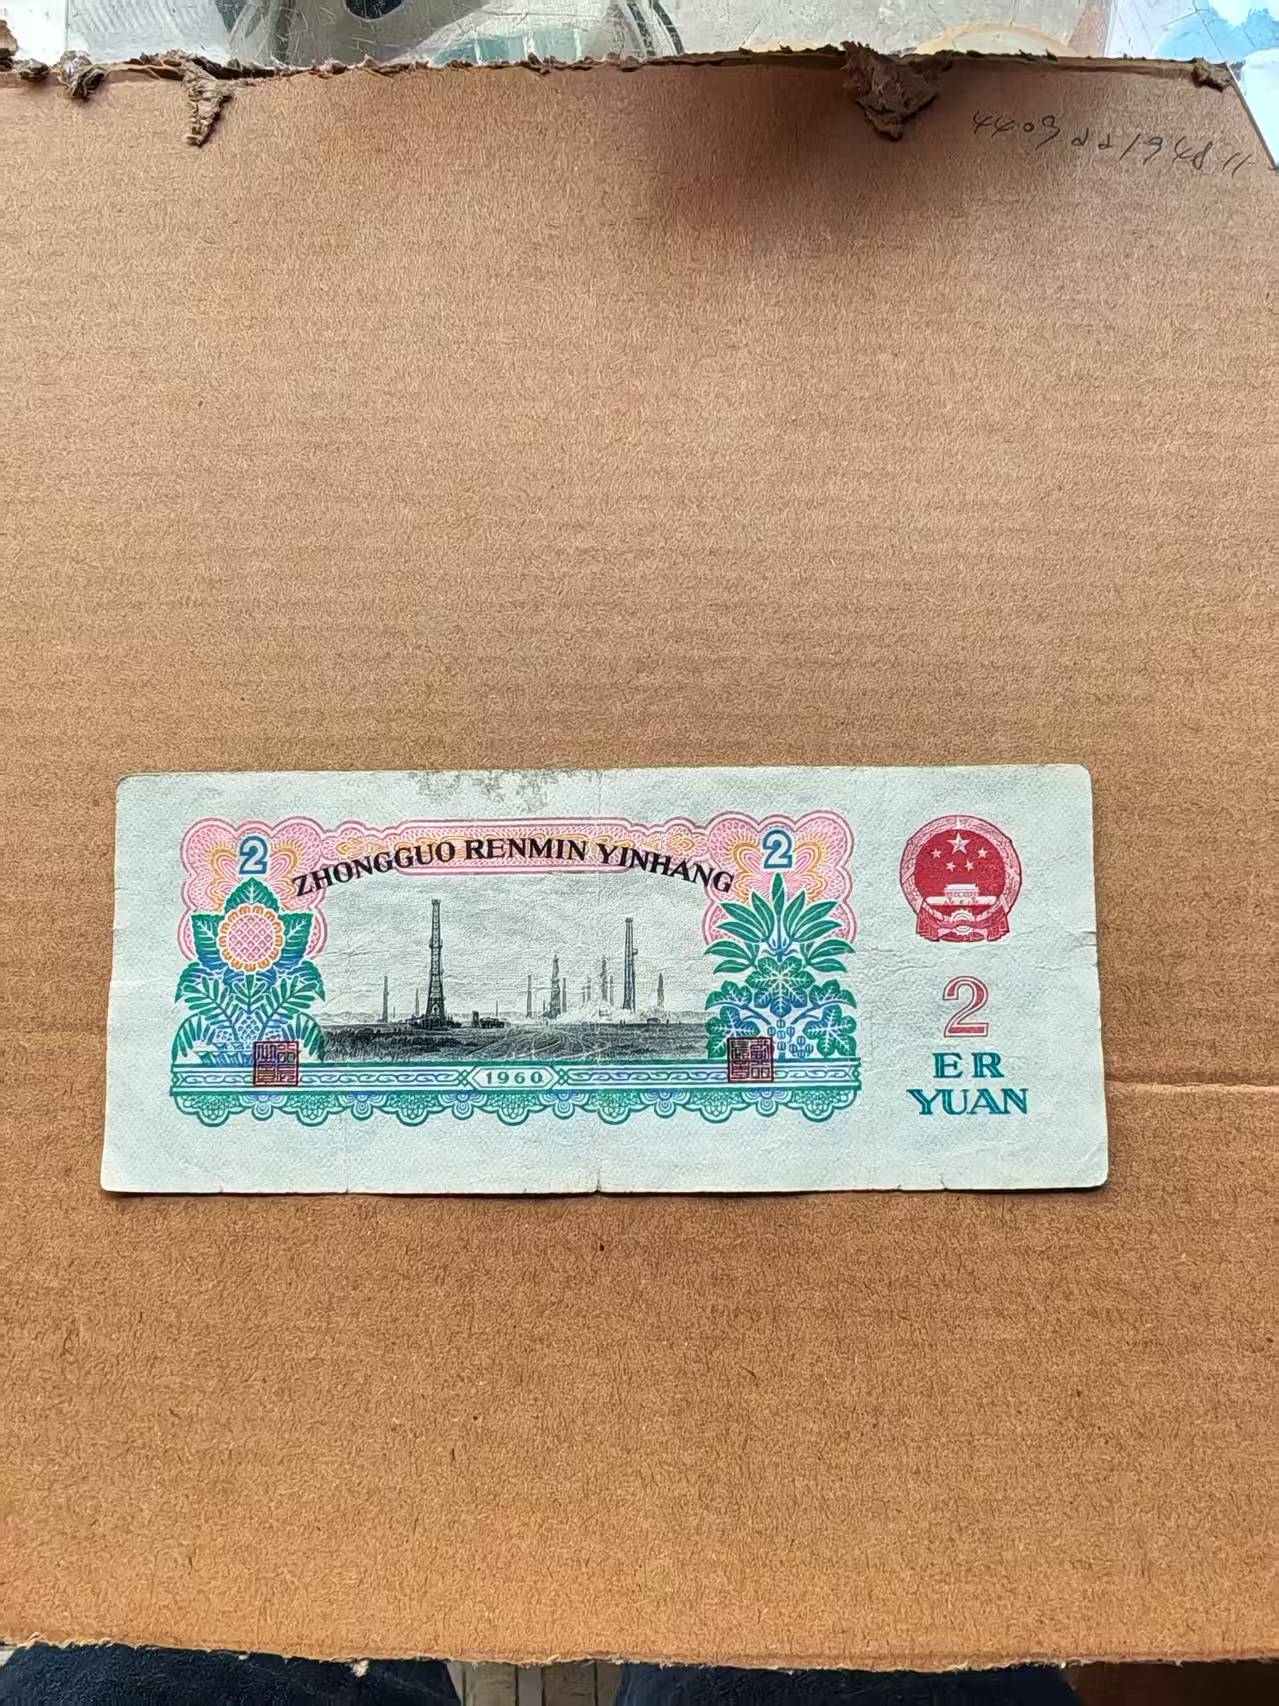 2
2
ZHONGGUO RENMIN YINHANG
1960
2
ER
YUAN